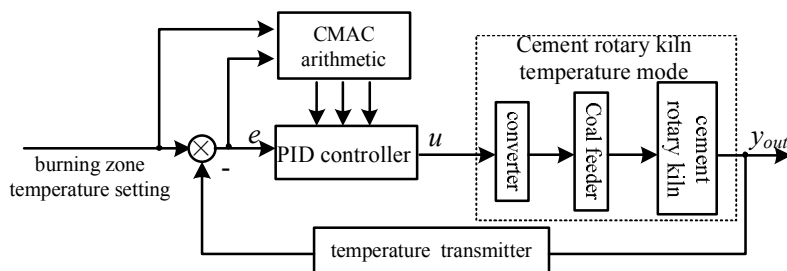 CMAC
arithmetic
Cement rotary kiln
temperature mode
burning zone
temperature setting
-
e
PID controller
u
converter
Coal feeder
cement
rotary kiln
yout
temperature transmitter